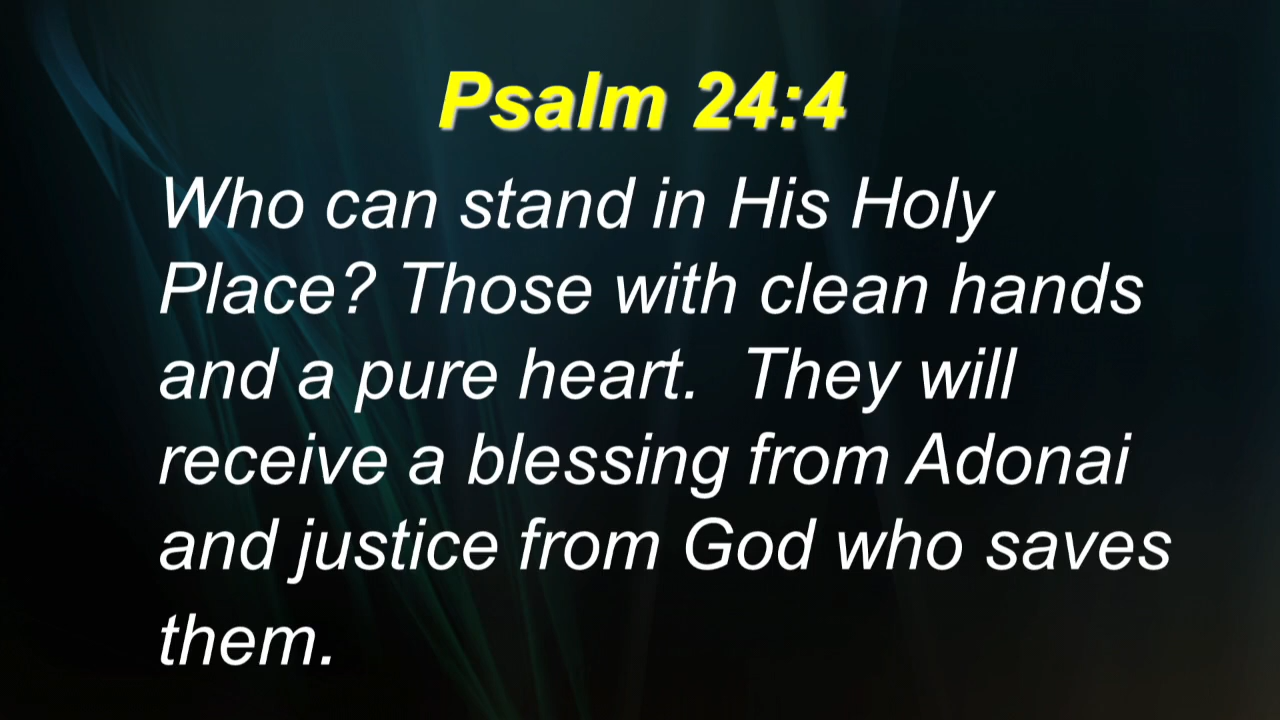 Psalm 24:4
Who can stand in His Holy
Place? Those with clean hands
and a pure heart.  They will
receive a blessing from Adonai
and justice from God who saves
them.